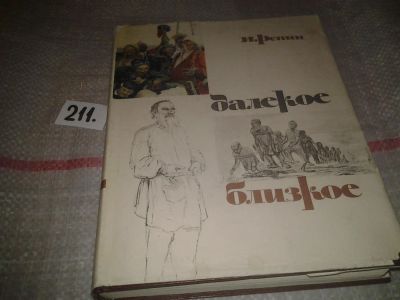 И. Репин
211.
далекое
близкое